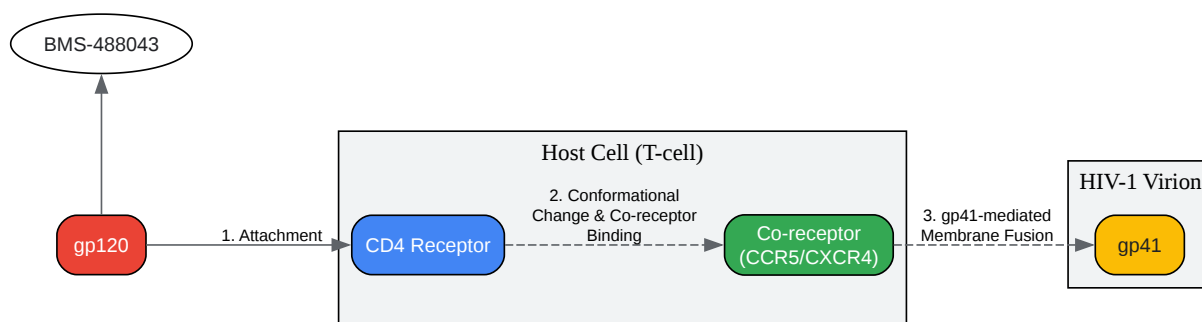 BMS-488043
Host Cell (T-cell)
HIV-1 Virion
2. Conformational
Change & Co-receptor
Binding
gp120
1. Attachment
CD4 Receptor
Co-receptor
(CCR5/CXCR4)
3. gp41-mediated
Membrane Fusion
gp41